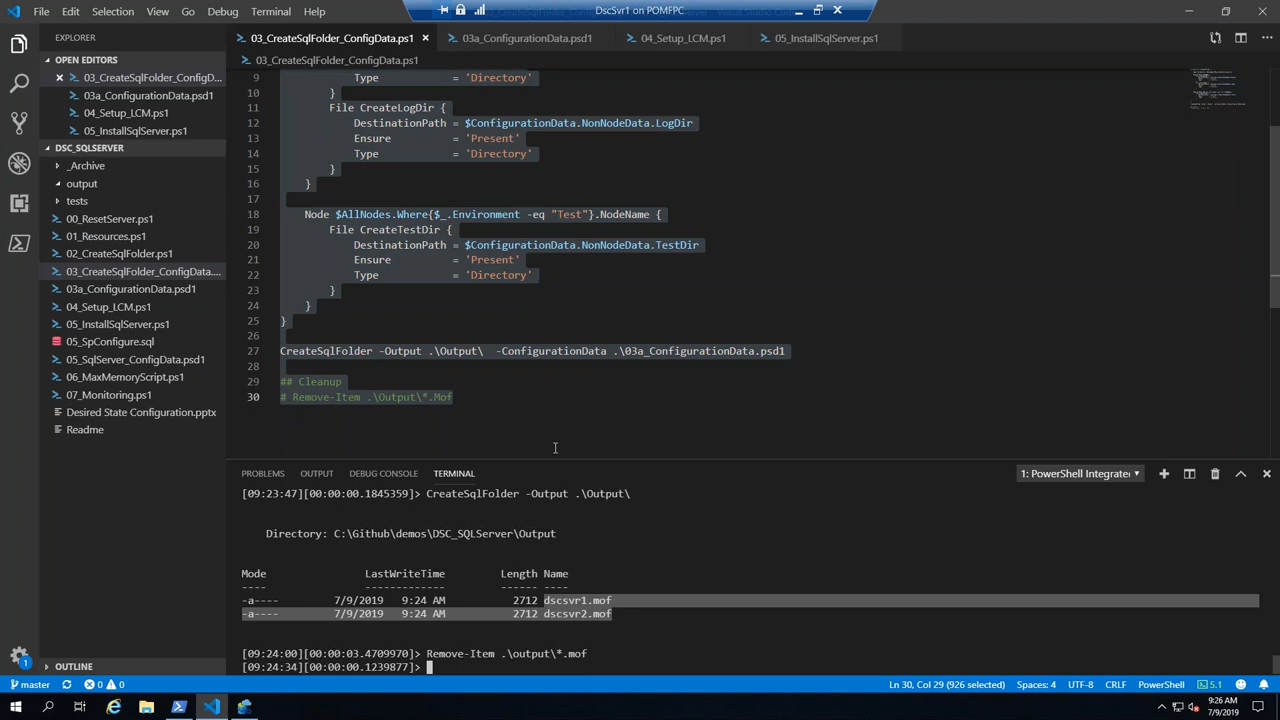 File Edit Selection View Go Debug Terminal Help
DscSvr1 on POMFPC
EXPLORER
03_CreateSqlFolder_ConfigData.ps1
03a_ConfigurationData.psd1
04_Setup_LCM.ps1
05_InstallSqlServer.ps1
OPEN EDITORS
03_CreateSqlFolder_ConfigD...
03a_ConfigurationData.psd1
04_Setup_LCM.ps1
05_InstallSqlServer.ps1
DSC_SQLSERVER
_Archive
output
tests
00_ResetServer.ps1
01_Resources.ps1
02_CreateSqlFolder.ps1
03_CreateSqlFolder_ConfigData....
03a_ConfigurationData.psd1
04_Setup_LCM.ps1
05_InstallSqlServer.ps1
05_SpConfigure.sql
05_SqlServer_ConfigData.psd1
06_MaxMemoryScript.ps1
07_Monitoring.ps1
Desired State Configuration.pptx
Readme
OUTLINE
03_CreateSqlFolder_ConfigData.ps1
9 Type = 'Directory'
10 }
11 File CreateLogDir {
12 DestinationPath = $ConfigurationData.NonNodeData.LogDir
13 Ensure = 'Present'
14 Type = 'Directory'
15 }
16 }
17
18 Node $AllNodes.Where{$_.Environment -eq "Test"}.NodeName {
19 File CreateTestDir {
20 DestinationPath = $ConfigurationData.NonNodeData.TestDir
21 Ensure = 'Present'
22 Type = 'Directory'
23 }
24 }
25 }
26
27 CreateSqlFolder -Output .\Output\ -ConfigurationData .\03a_ConfigurationData.psd1
28
29 ## Cleanup
30 # Remove-Item .\Output\*.Mof
PROBLEMS OUTPUT DEBUG CONSOLE TERMINAL
1: PowerShell Integrate
[09:23:47][00:00:00.1845359]> CreateSqlFolder -Output .\Output\
Directory: C:\Github\demos\DSC_SQLServer\Output
Mode LastWriteTime Length Name
---- ------------- ------ ----
-a---- 7/9/2019 9:24 AM 2712 dscsvr1.mof
-a---- 7/9/2019 9:24 AM 2712 dscsvr2.mof
[09:24:00][00:00:03.4709970]> Remove-Item .\output\*.mof
[09:24:34][00:00:00.1239877]>
master 0 0
Ln 30, Col 29 (926 selected) Spaces: 4 UTF-8 CRLF PowerShell 5.1 1
9:26 AM
7/9/2019